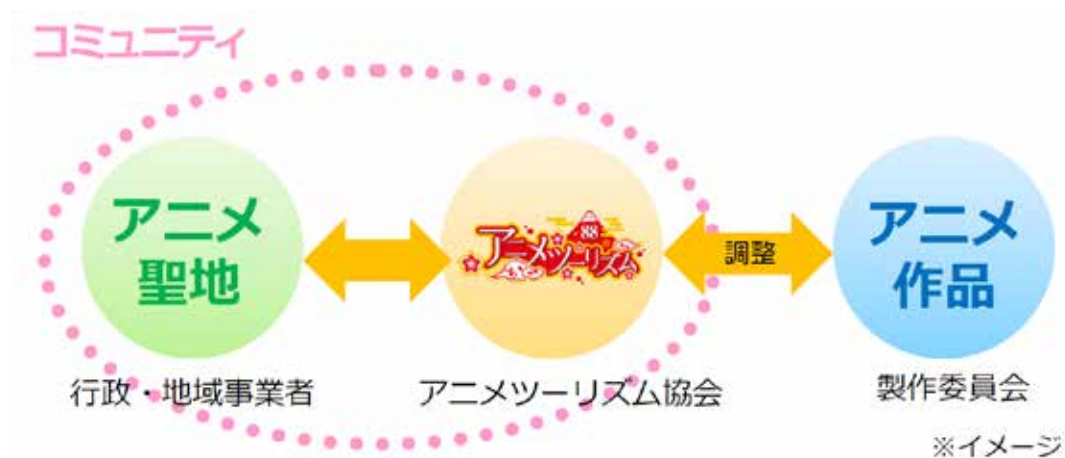 コミュニティ
アニメ
聖地
88
アニメツーリズム
調整
アニメ
作品
行政・地域事業者
アニメツーリズム協会
製作委員会
※イメージ